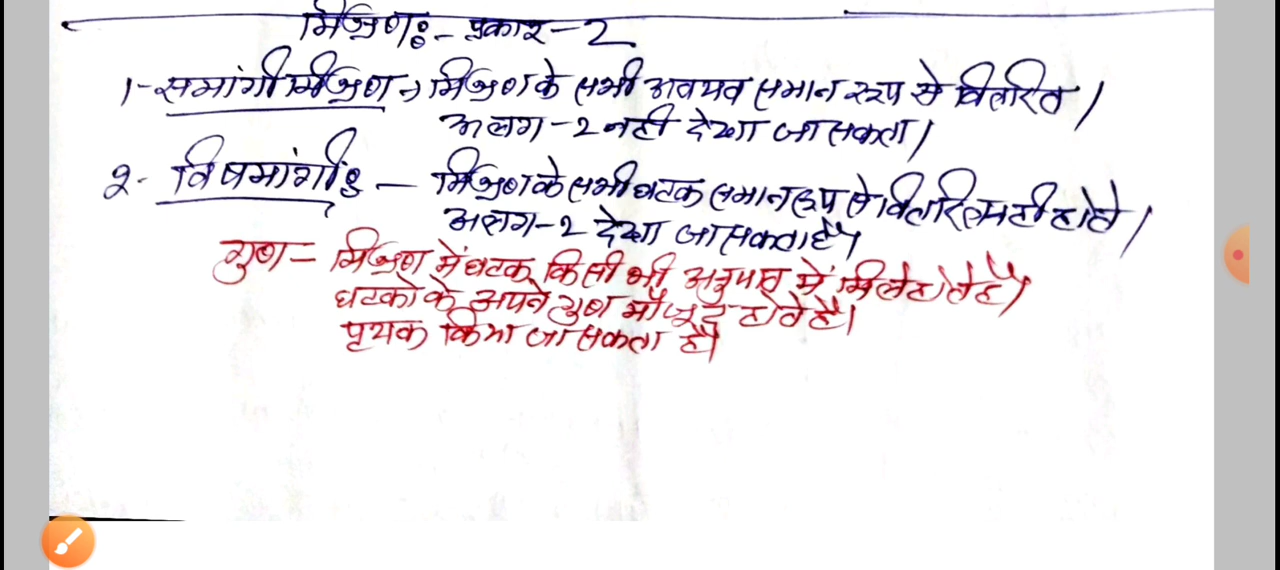 मिश्रणः- प्रकार-2
1- समांगी मिश्रण → मिश्रण के सभी अवयव समान रूप से वितरित।
अलग-2 नही देखा जा सकता।
2- विषमांगीः - मिश्रण के सभी घटक समान रूप से वितरित नही होते।
अलग-2 देखा जा सकता है।
गुण- मिश्रण में घटक किसी भी अनुपात में मिले होते हैं।
घटको के अपने गुण मौजूद होते है।
पृथक किया जा सकता है।